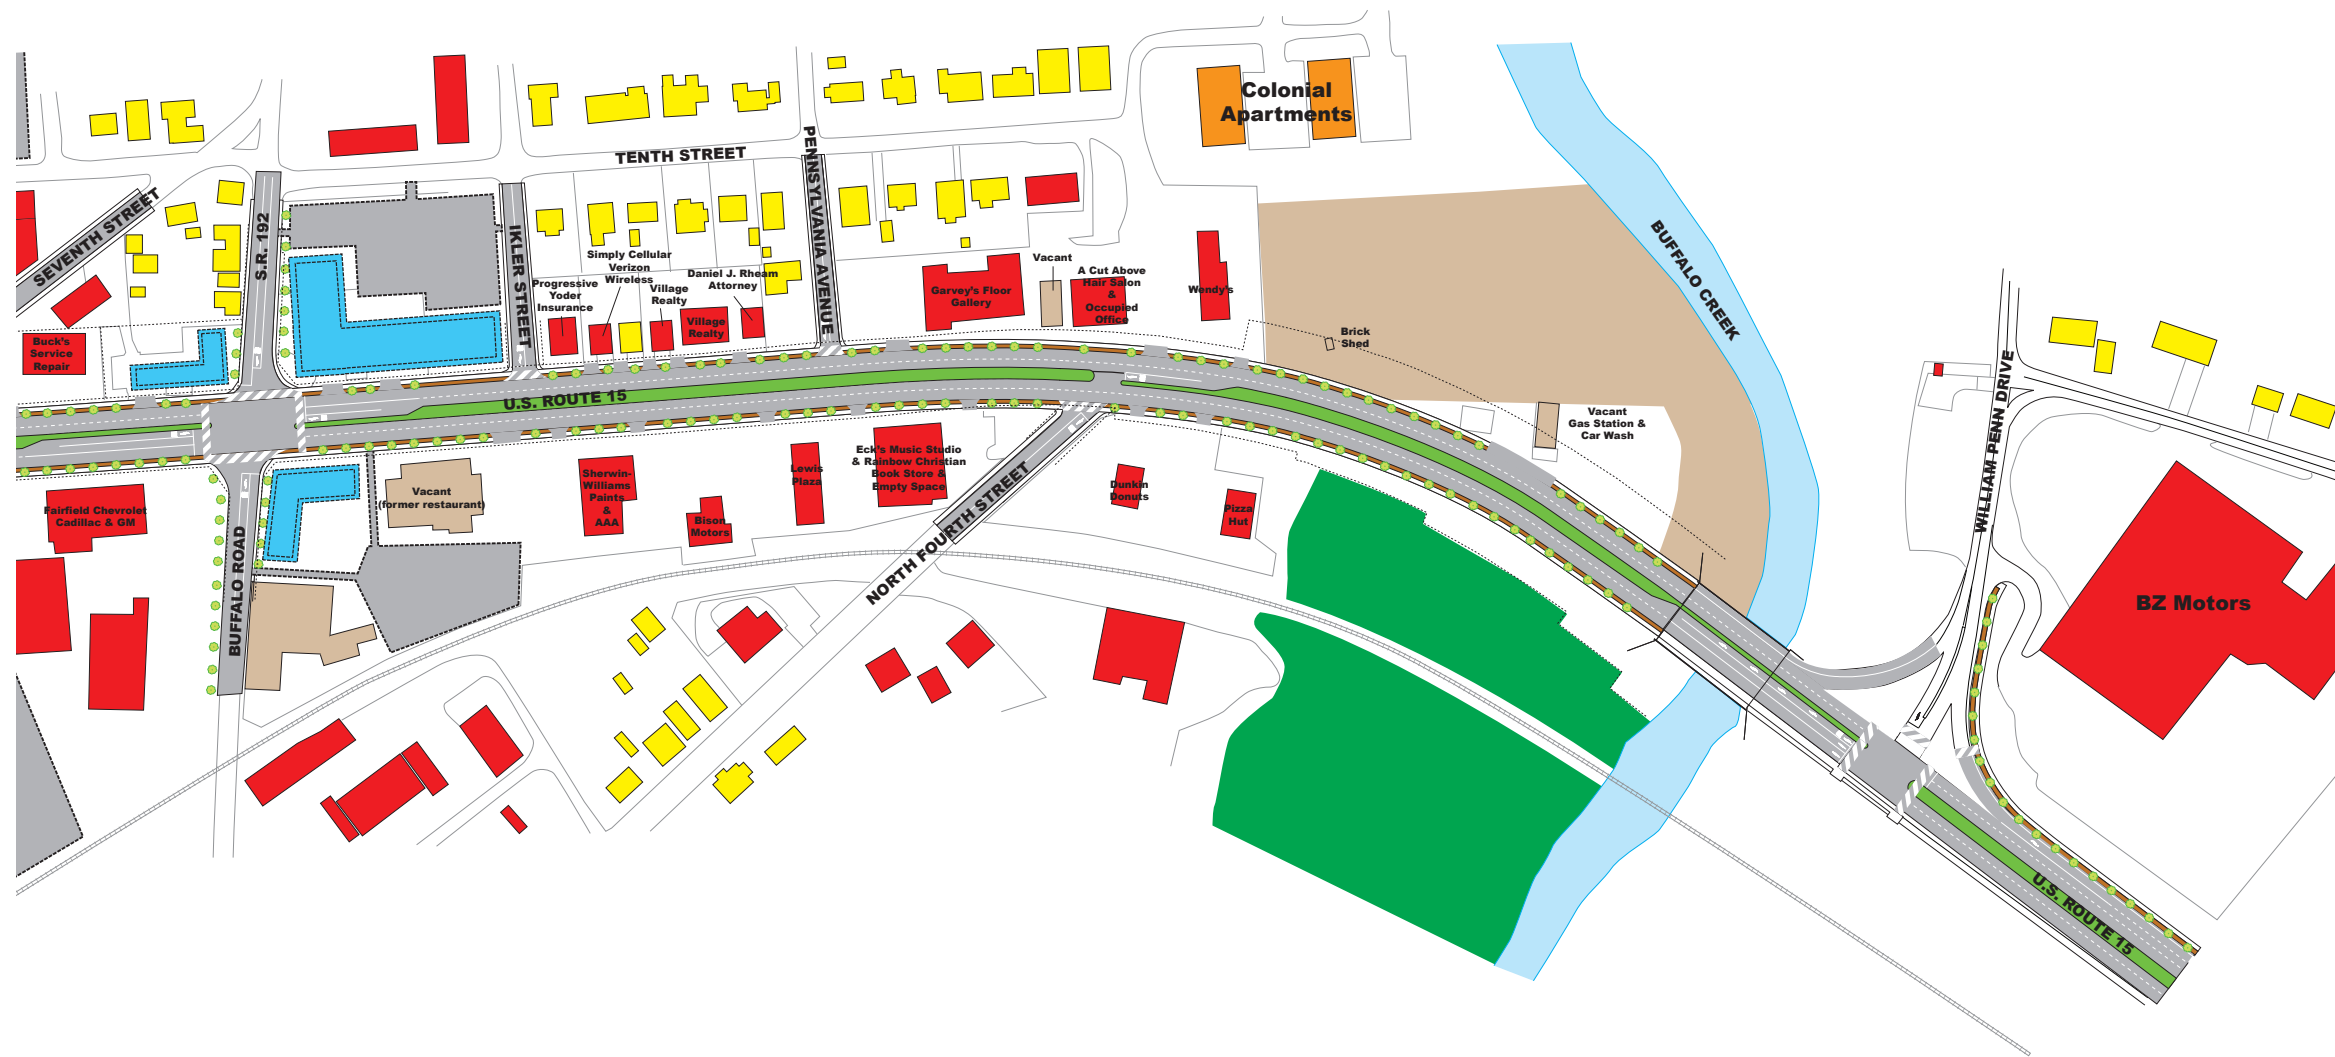 Colonial
Apartments
TENTH STREET
PENNSYLVANIA AVENUE
SEVENTH STREET
S.R. 192
IKLER STREET
BUFFALO CREEK
Simply Cellular
Verizon
Wireless
Progressive
Yoder
Insurance
Village
Realty
Daniel J. Rheam
Attorney
Village
Realty
Garvey's Floor
Gallery
Vacant
A Cut Above
Hair Salon
&
Occupied
Office
Wendy's
Brick
Shed
Buck's
Service
Repair
U.S. ROUTE 15
Vacant
Gas Station &
Car Wash
WILLIAM PENN DRIVE
Fairfield Chevrolet
Cadillac & GM
Vacant
(former restaurant)
Sherwin-
Williams
Paints
&
AAA
Bison
Motors
Lewis
Plaza
Eck's Music Studio
& Rainbow Christian
Book Store &
Empty Space
Dunkin
Donuts
Pizza
Hut
NORTH FOURTH STREET
BUFFALO ROAD
BZ Motors
U.S. ROUTE 15